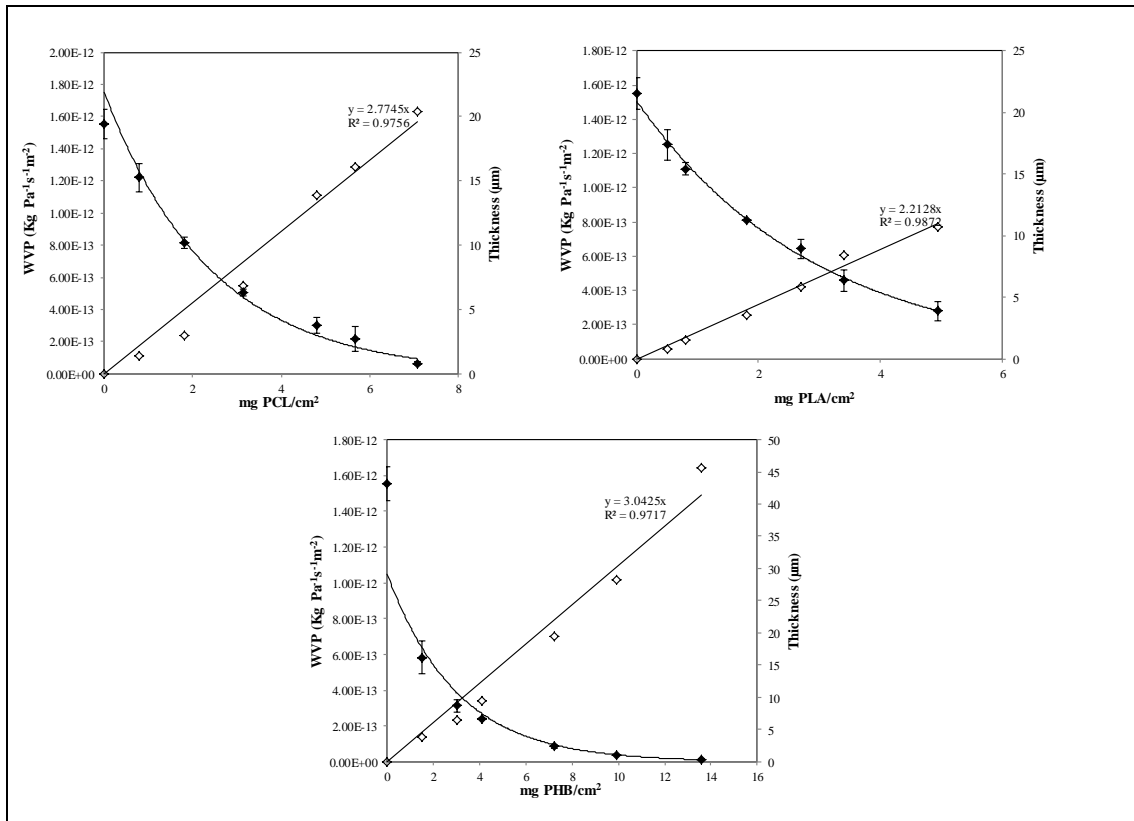 2.00E-12
1.80E-12
1.60E-12
1.40E-12
1.20E-12
1.00E-12
8.00E-13
6.00E-13
4.00E-13
2.00E-13
0.00E+00
WVP (Kg Pa⁻¹s⁻¹m⁻²)
y = 2.7745x
R² = 0.9756
25
20
15
10
5
0
Thickness (µm)
0 2 4 6 8
mg PCL/cm²
1.80E-12
1.60E-12
1.40E-12
1.20E-12
1.00E-12
8.00E-13
6.00E-13
4.00E-13
2.00E-13
0.00E+00
WVP (Kg Pa⁻¹s⁻¹m⁻²)
y = 2.2128x
R² = 0.9872
25
20
15
10
5
0
Thickness (µm)
0 2 4 6
mg PLA/cm²
1.80E-12
1.60E-12
1.40E-12
1.20E-12
1.00E-12
8.00E-13
6.00E-13
4.00E-13
2.00E-13
0.00E+00
WVP (Kg Pa⁻¹s⁻¹m⁻²)
y = 3.0425x
R² = 0.9717
50
45
40
35
30
25
20
15
10
5
0
Thickness (µm)
0 2 4 6 8 10 12 14 16
mg PHB/cm²